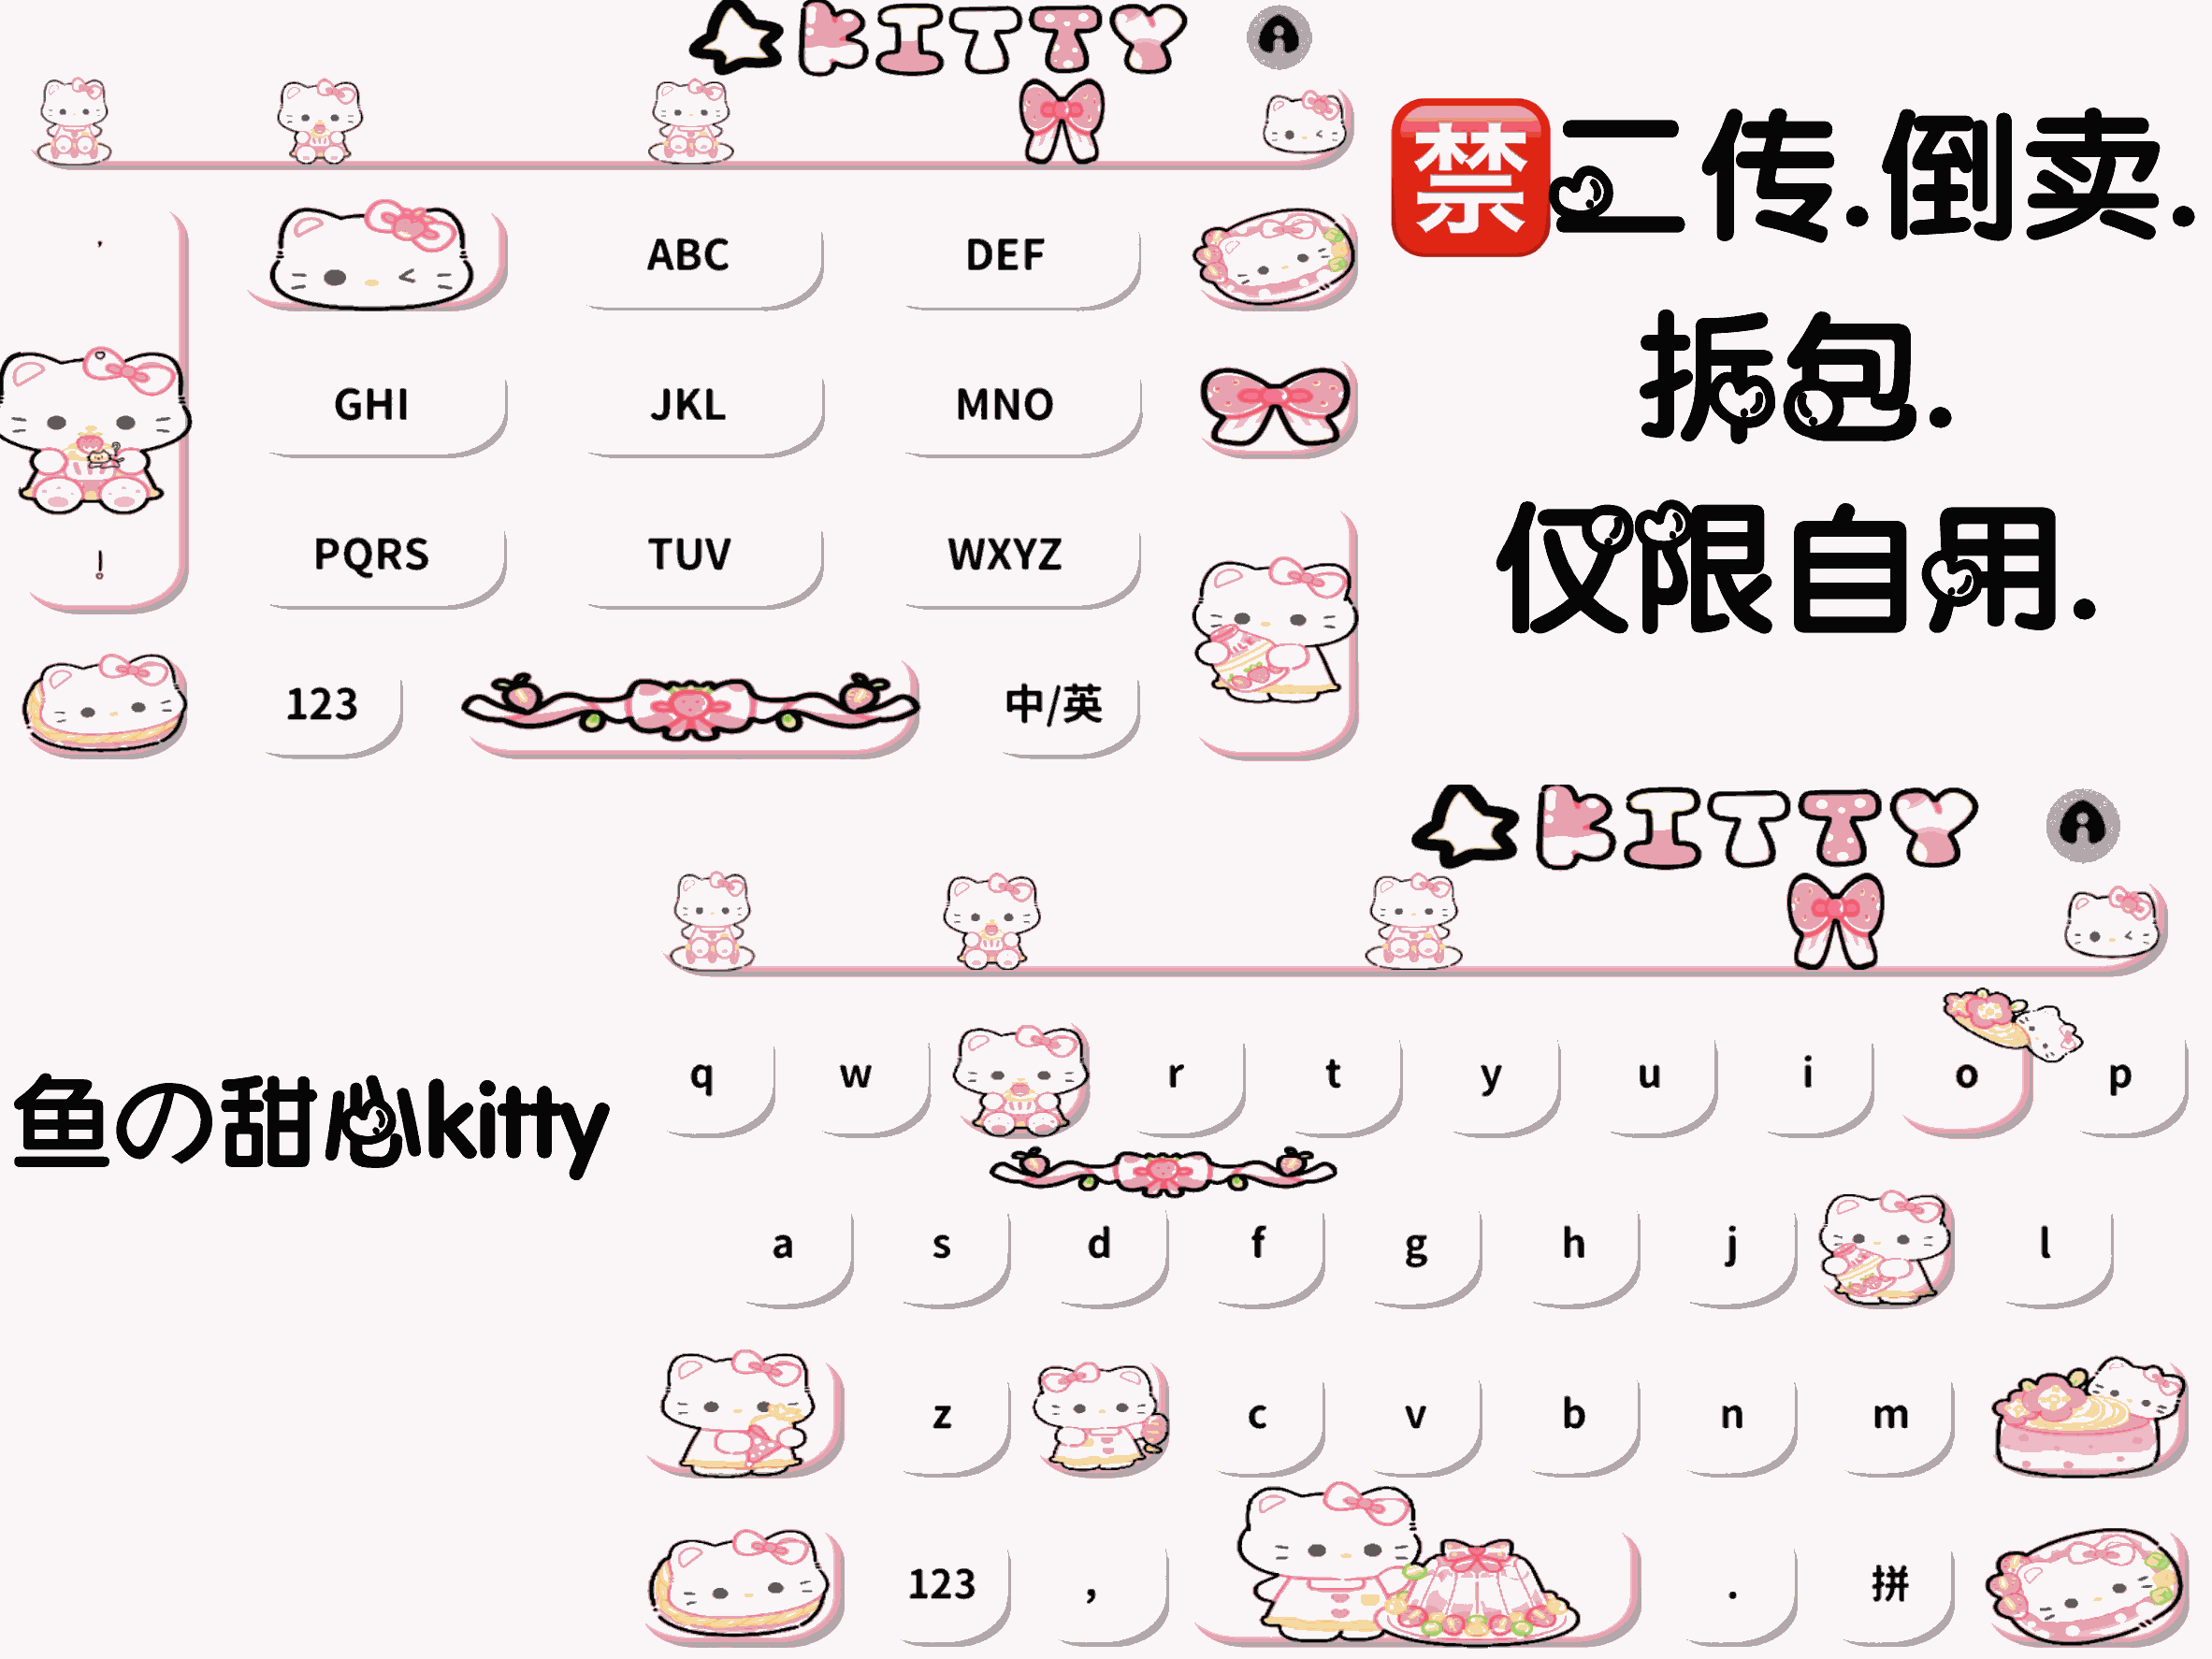 KITTY A
禁二传.倒卖.
拆包.
仅限自用.
,
ABC DEF
GHI JKL MNO
PQRS TUV WXYZ
!
123 中/英
KITTY A
鱼の甜心kitty
q w r t y u i o p
a s d f g h j l
z c v b n m
123 , . 拼